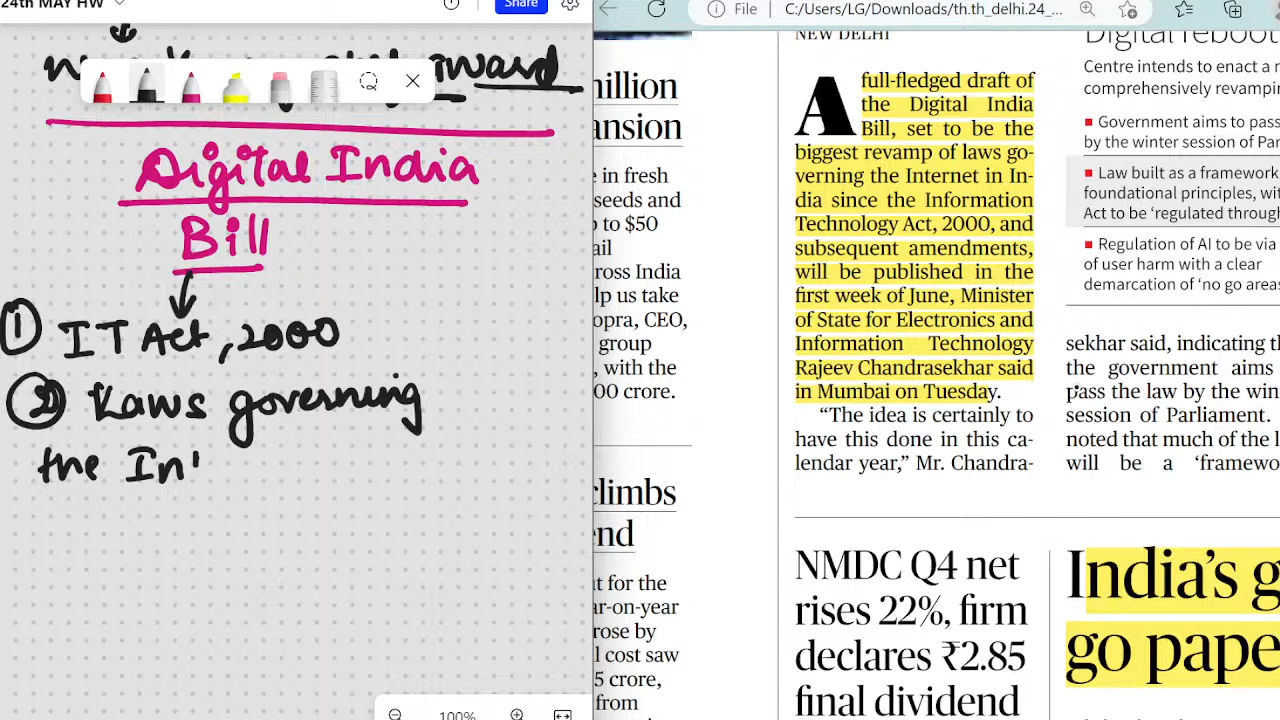 24th MAY HW
Share
Digital India
Bill
① IT Act, 2000
② Laws governing
the Int
File
C:/Users/LG/Downloads/th.th_delhi.24_...
million
ansion
e in fresh
seeds and
p to $50
ail
cross India
lp us take
opra, CEO,
group
, with the
00 crore.
climbs
end
t for the
ar-on-year
rose by
l cost saw
5 crore,
from
NEW DELHI
A full-fledged draft of
the Digital India
Bill, set to be the
biggest revamp of laws go-
verning the Internet in In-
dia since the Information
Technology Act, 2000, and
subsequent amendments,
will be published in the
first week of June, Minister
of State for Electronics and
Information Technology
Rajeev Chandrasekhar said
in Mumbai on Tuesday.
“The idea is certainly to
have this done in this ca-
lendar year,” Mr. Chandra-
Digital reboot
Centre intends to enact a n
comprehensively revampin
Government aims to pass
by the winter session of Par
Law built as a framework
foundational principles, wi
Act to be ‘regulated through
Regulation of AI to be via
of user harm with a clear
demarcation of ‘no go areas
sekhar said, indicating th
the government aims
pass the law by the win
session of Parliament.
noted that much of the l
will be a ‘framewo
NMDC Q4 net
rises 22%, firm
declares ₹2.85
final dividend
India’s g
go pape
100%